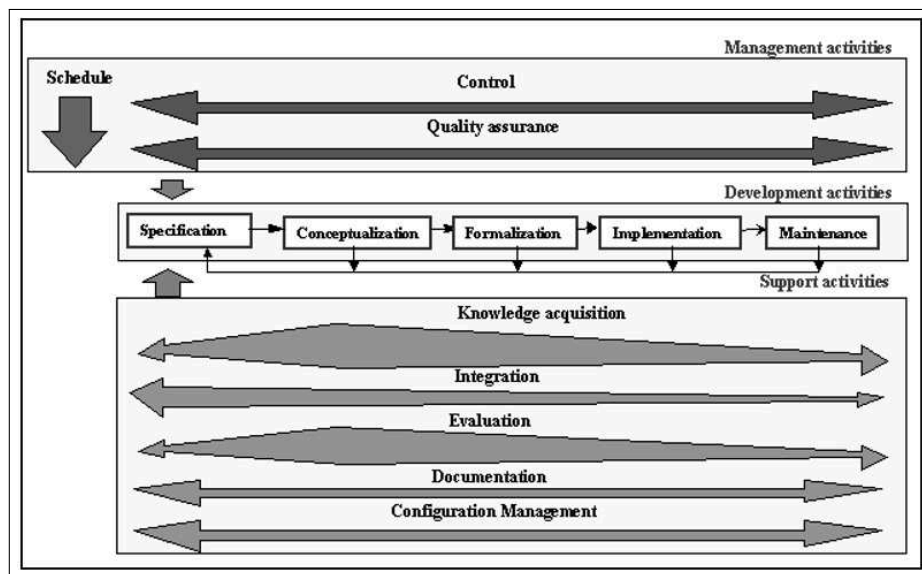 Management activities
Schedule
Control
Quality assurance
Development activities
Specification
Conceptualization
Formalization
Implementation
Maintenance
Support activities
Knowledge acquisition
Integration
Evaluation
Documentation
Configuration Management